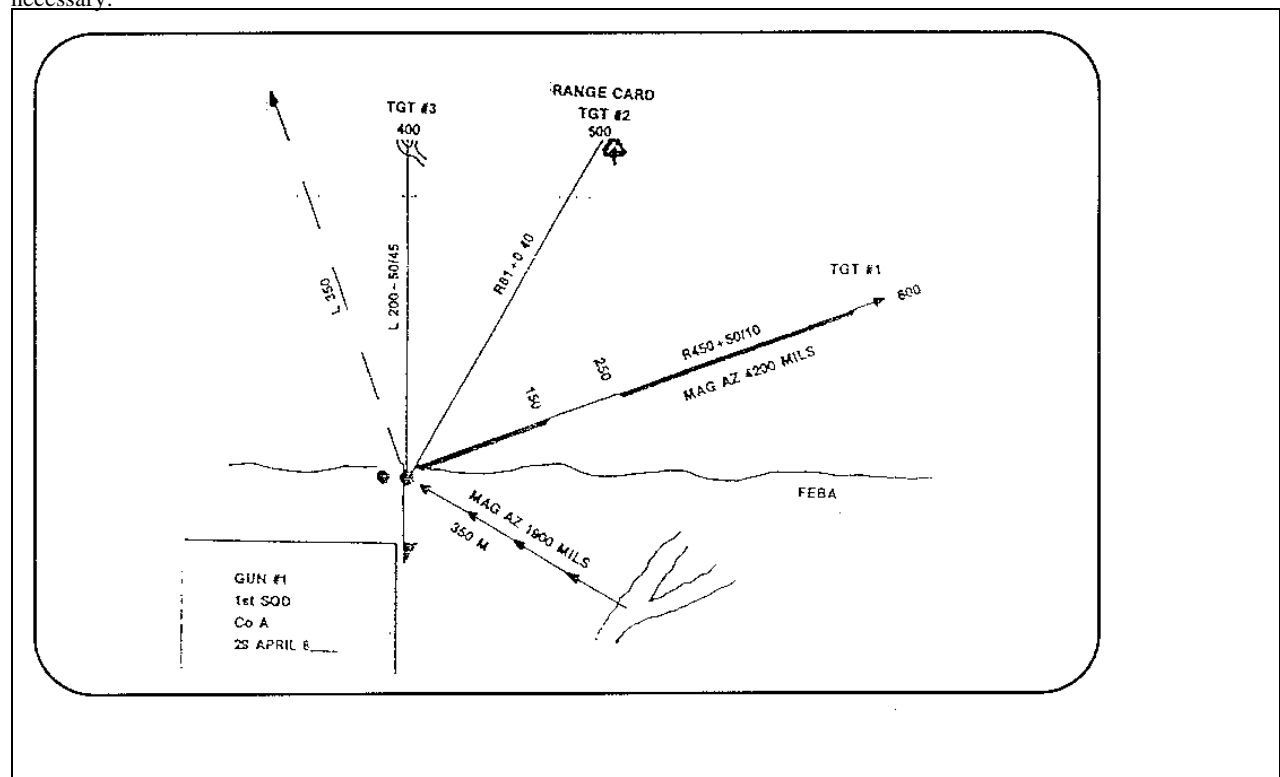 necessary.
RANGE CARD
TGT #3
TGT #2
400
500
TGT #1
600
L 350
L 200 - 50/45
R81+0 40
R450+50/10
MAG AZ 4200 MILS
250
150
FEBA
MAG AZ 1900 MILS
350 M
GUN #1
1st SQD
Co A
APRIL